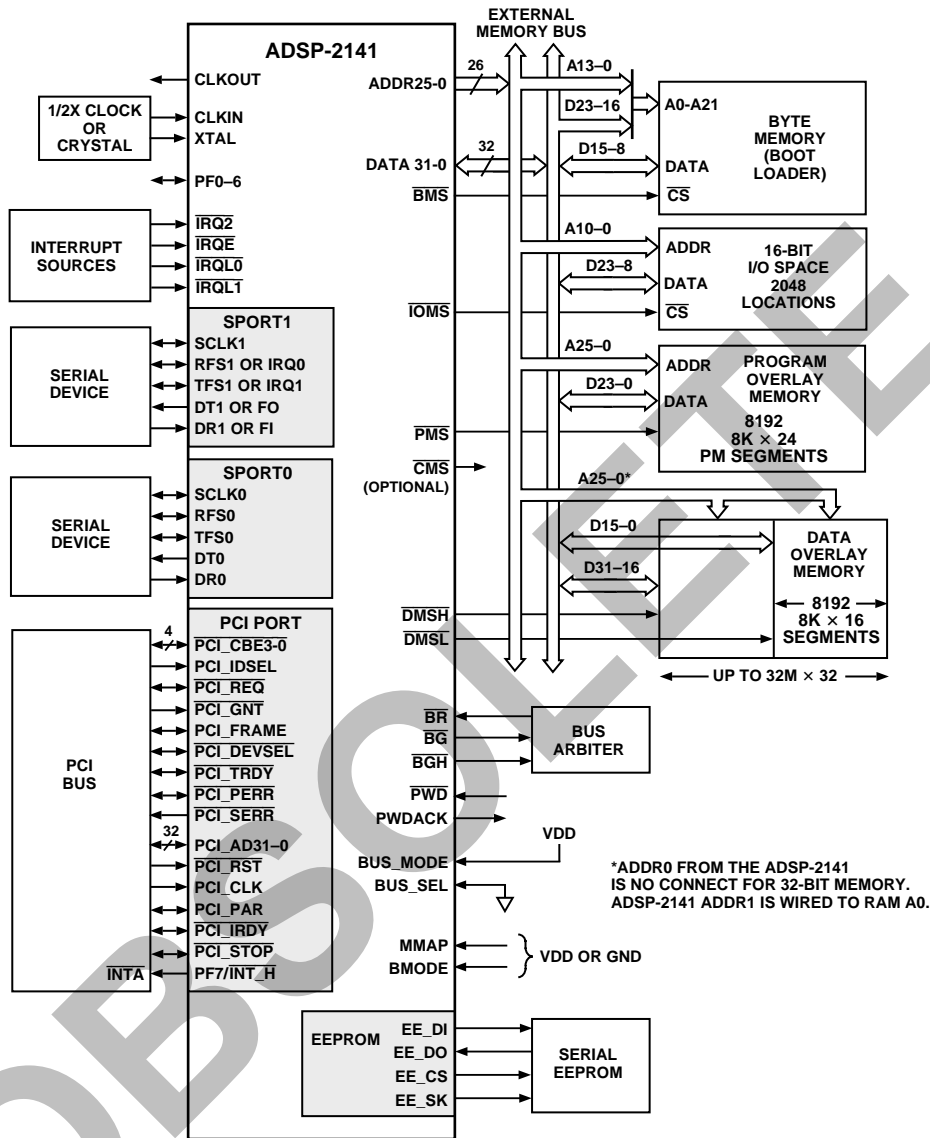 ADSP-2141
CLKOUT
1/2X CLOCK
OR
CRYSTAL
CLKIN
XTAL
PF0–6
INTERRUPT
SOURCES
IRQ2
IRQE
IRQL0
IRQL1
SERIAL
DEVICE
SPORT1
SCLK1
RFS1 OR IRQ0
TFS1 OR IRQ1
DT1 OR FO
DR1 OR FI
SERIAL
DEVICE
SPORT0
SCLK0
RFS0
TFS0
DT0
DR0
PCI
BUS
PCI PORT
4
PCI_CBE3-0
PCI_IDSEL
PCI_REQ
PCI_GNT
PCI_FRAME
PCI_DEVSEL
PCI_TRDY
PCI_PERR
PCI_SERR
32
PCI_AD31–0
PCI_RST
PCI_CLK
PCI_PAR
PCI_IRDY
PCI_STOP
INTA
PF7/INT_H
EXTERNAL
MEMORY BUS
ADDR25-0
26
DATA 31-0
32
BMS
IOMS
PMS
CMS
(OPTIONAL)
DMSH
DMSL
A13–0
D23–16
D15–8
A0-A21
DATA
CS
BYTE
MEMORY
(BOOT
LOADER)
A10–0
D23–8
ADDR
DATA
CS
16-BIT
I/O SPACE
2048
LOCATIONS
A25–0
D23–0
ADDR
DATA
PROGRAM
OVERLAY
MEMORY
8192
8K × 24
PM SEGMENTS
A25–0*
D15–0
D31–16
DATA
OVERLAY
MEMORY
8192
8K × 16
SEGMENTS
UP TO 32M × 32
BR
BG
BGH
BUS
ARBITER
PWD
PWDACK
VDD
BUS_MODE
BUS_SEL
*ADDR0 FROM THE ADSP-2141
IS NO CONNECT FOR 32-BIT MEMORY.
ADSP-2141 ADDR1 IS WIRED TO RAM A0.
MMAP
BMODE
VDD OR GND
EEPROM
EE_DI
EE_DO
EE_CS
EE_SK
SERIAL
EEPROM
OBSOLETE